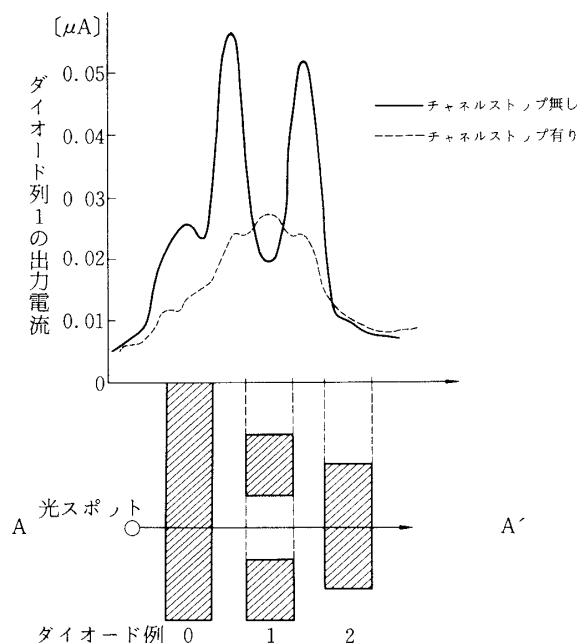 〔μA〕
0.05
0.04
0 03
0.02
0.01
0
ダイオード列1の出力電流
チャネルストップ無し
チャネルストップ有り
光スポット
A
A′
ダイオード例 0 1 2